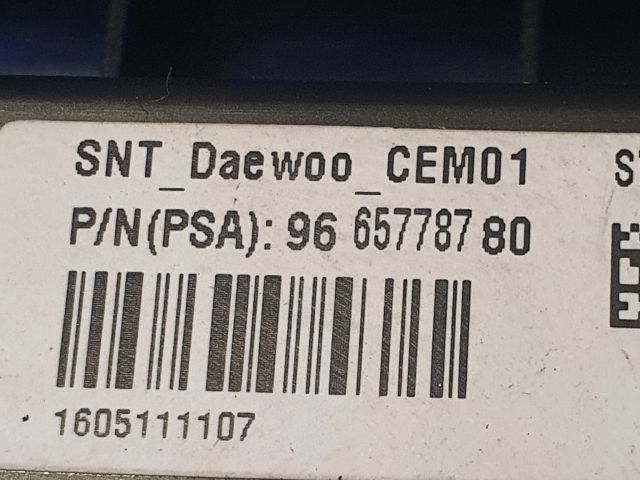 SNT_Daewoo_CEM01
P/N(PSA): 96 657787 80
1605111107